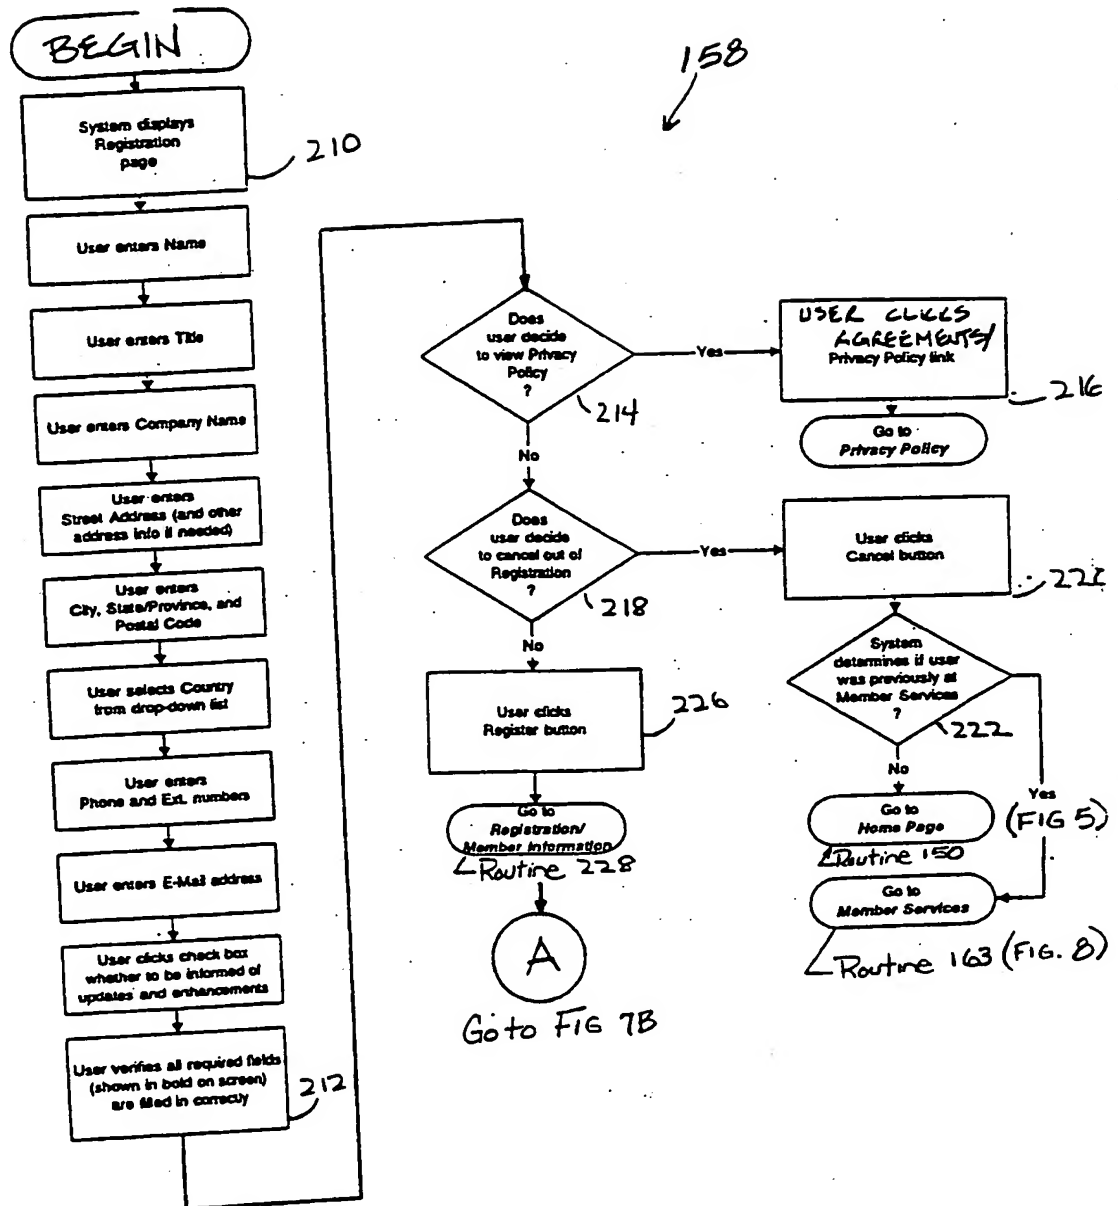 BEGIN
158
System displays
Registration
page
210
User enters Name
User enters Title
User enters Company Name
User enters
Street Address (and other
address info if needed)
User enters
City, State/Province, and
Postal Code
User selects Country
from drop-down list
User enters
Phone and Ext. numbers
User enters E-Mail address
User clicks check box
whether to be informed of
updates and enhancements
User verifies all required fields
(shown in bold on screen)
are filled in correctly
212
Does
user decide
to view Privacy
Policy
?
214
Yes
USER CLICKS
AGREEMENTS/
Privacy Policy link
216
Go to
Privacy Policy
No
Does
user decide
to cancel out of
Registration
?
218
Yes
User clicks
Cancel button
No
User clicks
Register button
226
Go to
Registration/
Member Information
Routine 228
A
Go to FIG 7B
System
determines if user
was previously at
Member Services
?
222
No
Yes
Go to
Home Page
(FIG 5)
Routine 150
Go to
Member Services
Routine 163 (FIG. 8)